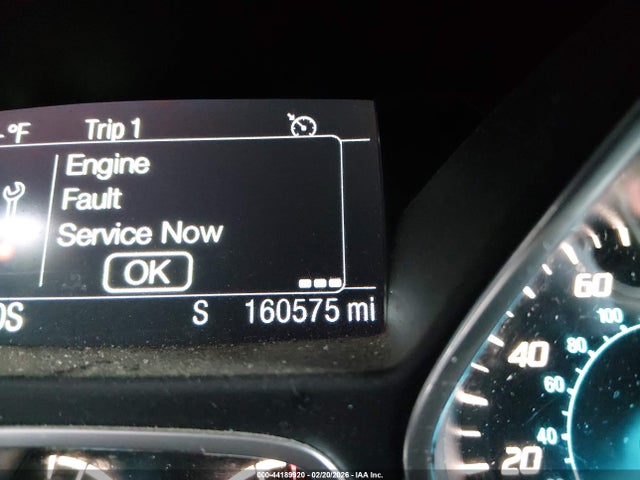 °F Trip 1
Engine
Fault
Service Now
OK
S 160575 mi
60
100
40
80
60
20
40
000-44189920 - 02/20/2026 - IAA Inc.